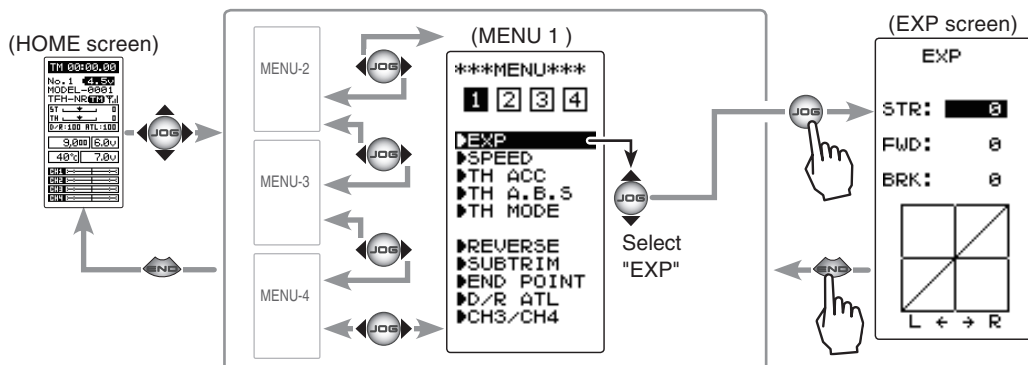 (HOME screen)
TM 00:00.00
No.1 4.5v
MODEL-0001
TFH-NR TM
ST 0
TH 0
D/R:100 ATL:100
9,000 6.0v
40℃ 7.0v
CH1
CH2
CH3
CH4
JOG
END
MENU-2
JOG
MENU-3
JOG
MENU-4
JOG
JOG
(MENU 1 )
***MENU***
1 2 3 4
EXP
SPEED
TH ACC
TH A.B.S
TH MODE
REVERSE
SUBTRIM
END POINT
D/R ATL
CH3/CH4
JOG
Select
"EXP"
JOG
END
(EXP screen)
EXP
STR: 0
FWD: 0
BRK: 0
L ← → R